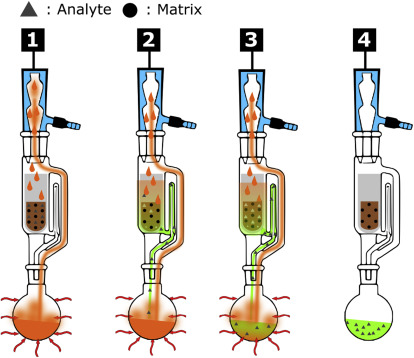 ▲ : Analyte ● : Matrix
1 2 3 4